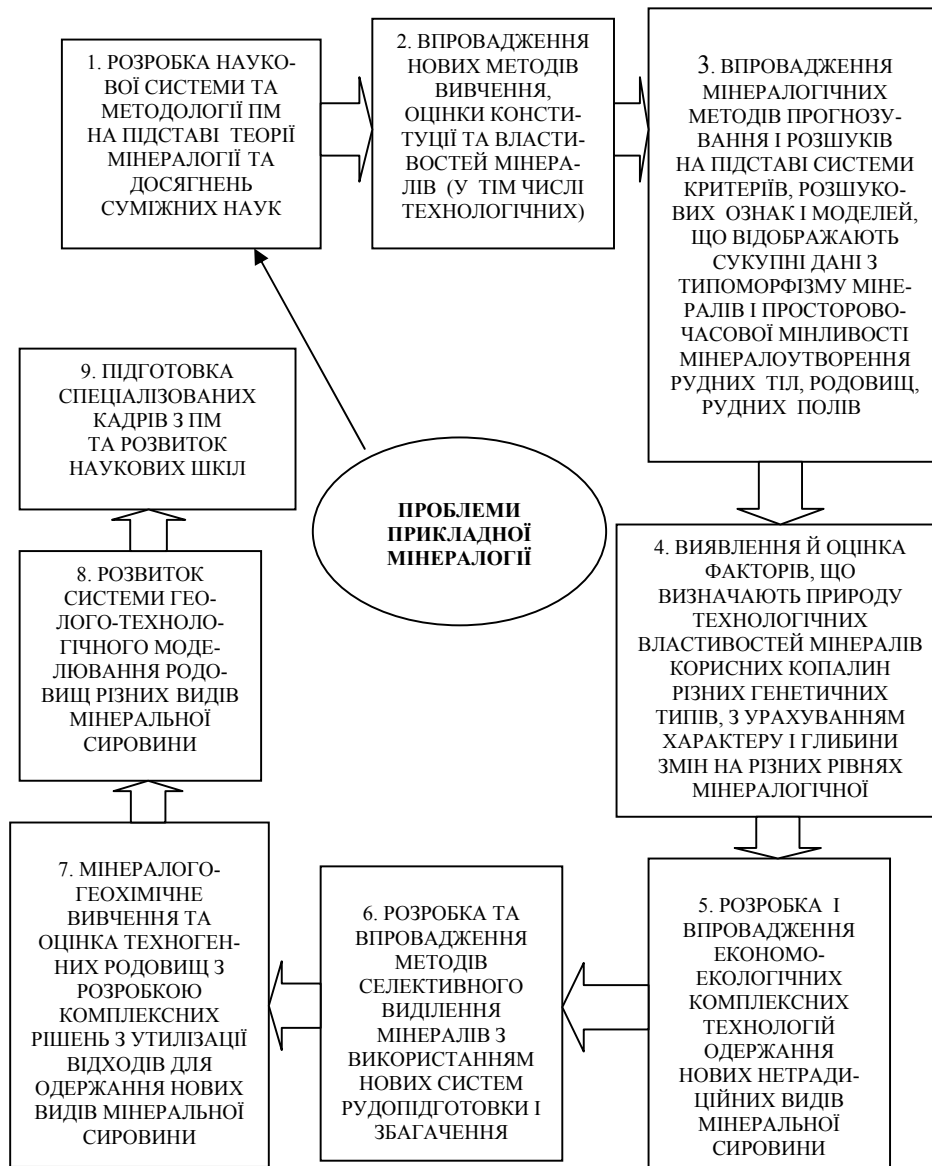 1. РОЗРОБКА НАУКО-
ВОЇ СИСТЕМИ ТА
МЕТОДОЛОГІЇ ПМ
НА ПІДСТАВІ ТЕОРІЇ
МІНЕРАЛОГІЇ ТА
ДОСЯГНЕНЬ
СУМІЖНИХ НАУК
2. ВПРОВАДЖЕННЯ
НОВИХ МЕТОДІВ
ВИВЧЕННЯ,
ОЦІНКИ КОНСТИ-
ТУЦІЇ ТА ВЛАСТИ-
ВОСТЕЙ МІНЕРА-
ЛІВ (У ТІМ ЧИСЛІ
ТЕХНОЛОГІЧНИХ)
3. ВПРОВАДЖЕННЯ
МІНЕРАЛОГІЧНИХ
МЕТОДІВ ПРОГНОЗУ-
ВАННЯ І РОЗШУКІВ
НА ПІДСТАВІ СИСТЕМИ
КРИТЕРІЇВ, РОЗШУКО-
ВИХ ОЗНАК І МОДЕЛЕЙ,
ЩО ВІДОБРАЖАЮТЬ
СУКУПНІ ДАНІ З
ТИПОМОРФІЗМУ МІНЕ-
РАЛІВ І ПРОСТОРОВО-
ЧАСОВОЇ МІНЛИВОСТІ
МІНЕРАЛОУТВОРЕННЯ
РУДНИХ ТІЛ, РОДОВИЩ,
РУДНИХ ПОЛІВ
9. ПІДГОТОВКА
СПЕЦІАЛІЗОВАНИХ
КАДРІВ З ПМ
ТА РОЗВИТОК
НАУКОВИХ ШКІЛ
ПРОБЛЕМИ
ПРИКЛАДНОЇ
МІНЕРАЛОГІЇ
4. ВИЯВЛЕННЯ Й ОЦІНКА
ФАКТОРІВ, ЩО
ВИЗНАЧАЮТЬ ПРИРОДУ
ТЕХНОЛОГІЧНИХ
ВЛАСТИВОСТЕЙ МІНЕРАЛІВ
КОРИСНИХ КОПАЛИН
РІЗНИХ ГЕНЕТИЧНИХ
ТИПІВ, З УРАХУВАННЯМ
ХАРАКТЕРУ І ГЛИБИНИ
ЗМІН НА РІЗНИХ РІВНЯХ
МІНЕРАЛОГІЧНОЇ
8. РОЗВИТОК
СИСТЕМИ ГЕО-
ЛОГО-ТЕХНОЛО-
ГІЧНОГО МОДЕ-
ЛЮВАННЯ РОДО-
ВИЩ РІЗНИХ ВИДІВ
МІНЕРАЛЬНОЇ
СИРОВИНИ
7. МІНЕРАЛОГО-
ГЕОХІМІЧНЕ
ВИВЧЕННЯ ТА
ОЦІНКА ТЕХНОГЕН-
НИХ РОДОВИЩ З
РОЗРОБКОЮ
КОМПЛЕКСНИХ
РІШЕНЬ З УТИЛІЗАЦІЇ
ВІДХОДІВ ДЛЯ
ОДЕРЖАННЯ НОВИХ
ВИДІВ МІНЕРАЛЬНОЇ
СИРОВИНИ
6. РОЗРОБКА ТА
ВПРОВАДЖЕННЯ
МЕТОДІВ
СЕЛЕКТИВНОГО
ВИДІЛЕННЯ
МІНЕРАЛІВ З
ВИКОРИСТАННЯМ
НОВИХ СИСТЕМ
РУДОПІДГОТОВКИ І
ЗБАГАЧЕННЯ
5. РОЗРОБКА І
ВПРОВАДЖЕННЯ
ЕКОНОМО-
ЕКОЛОГІЧНИХ
КОМПЛЕКСНИХ
ТЕХНОЛОГІЙ
ОДЕРЖАННЯ
НОВИХ НЕТРАДИ-
ЦІЙНИХ ВИДІВ
МІНЕРАЛЬНОЇ
СИРОВИНИ